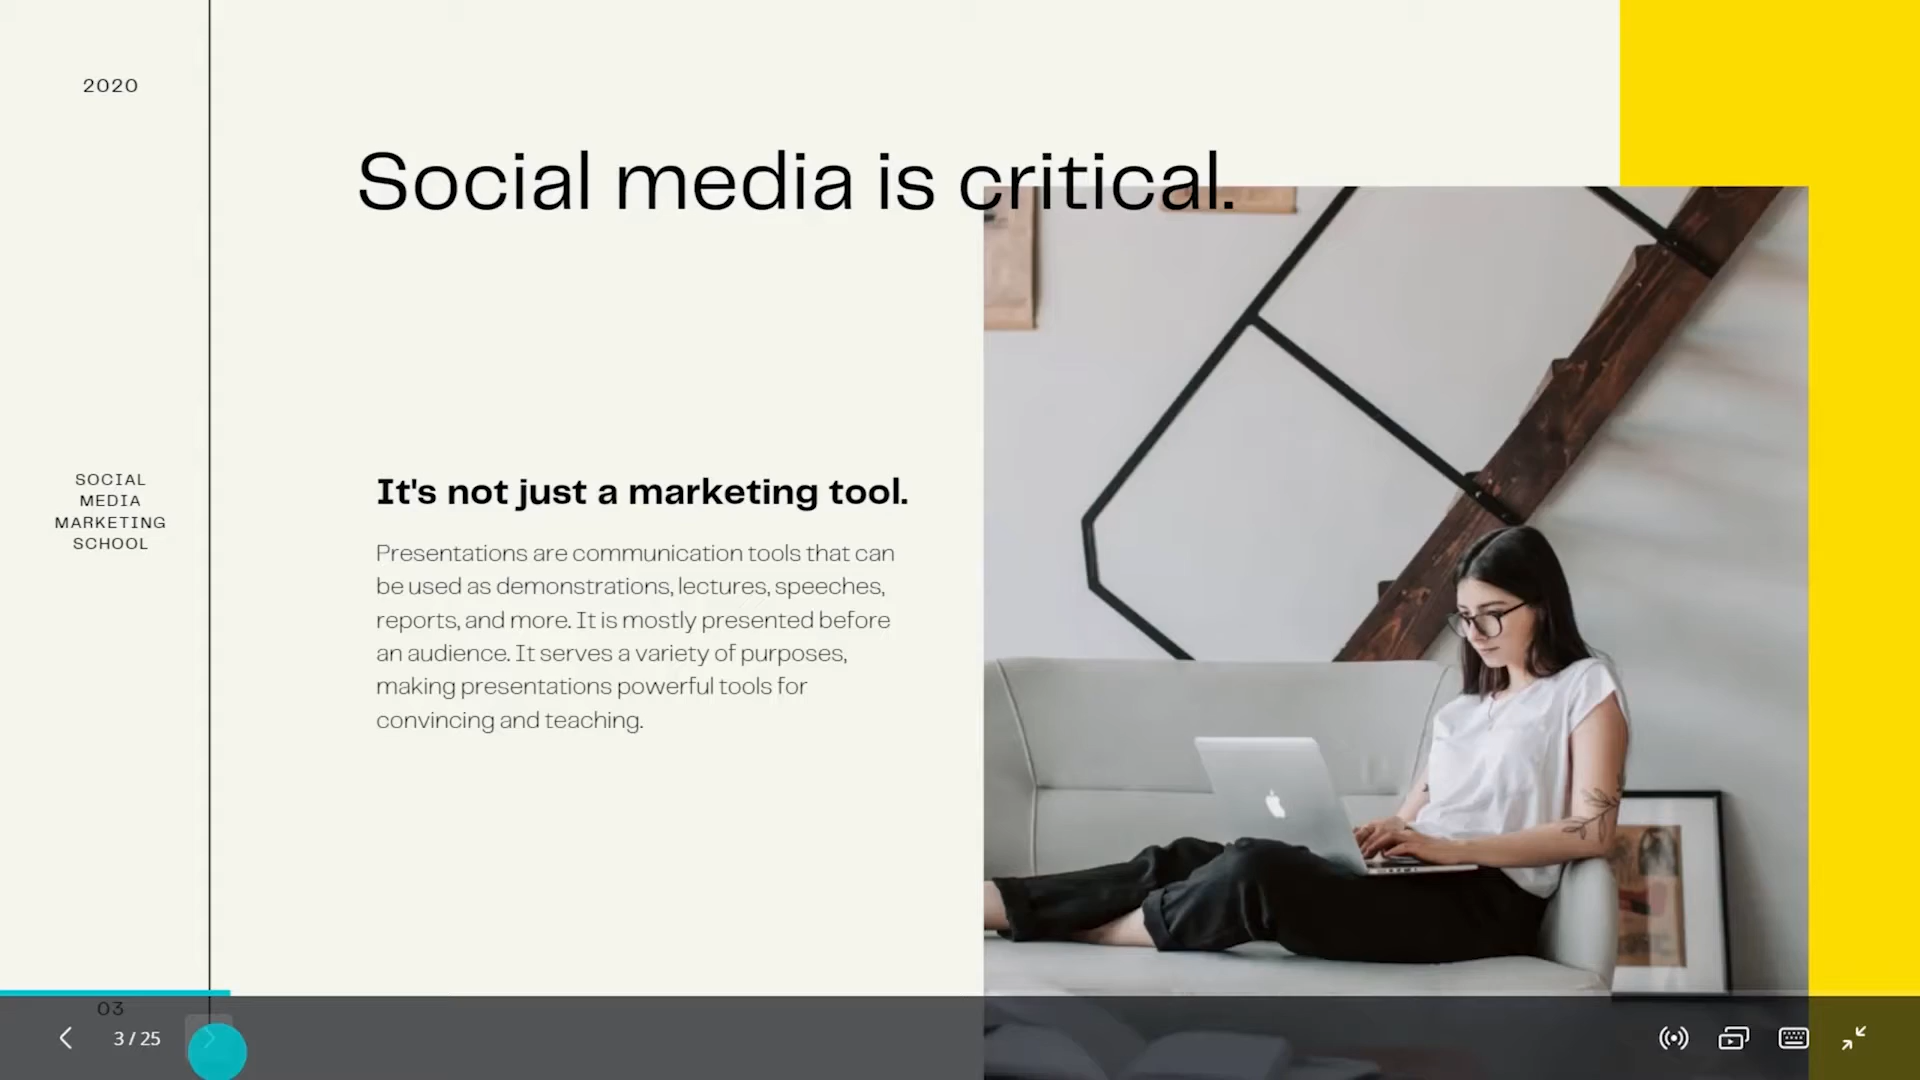 2020
Social media is critical.
SOCIAL
MEDIA
MARKETING
SCHOOL
It's not just a marketing tool.
Presentations are communication tools that can
be used as demonstrations, lectures, speeches,
reports, and more. It is mostly presented before
an audience. It serves a variety of purposes,
making presentations powerful tools for
convincing and teaching.
03
3 / 25